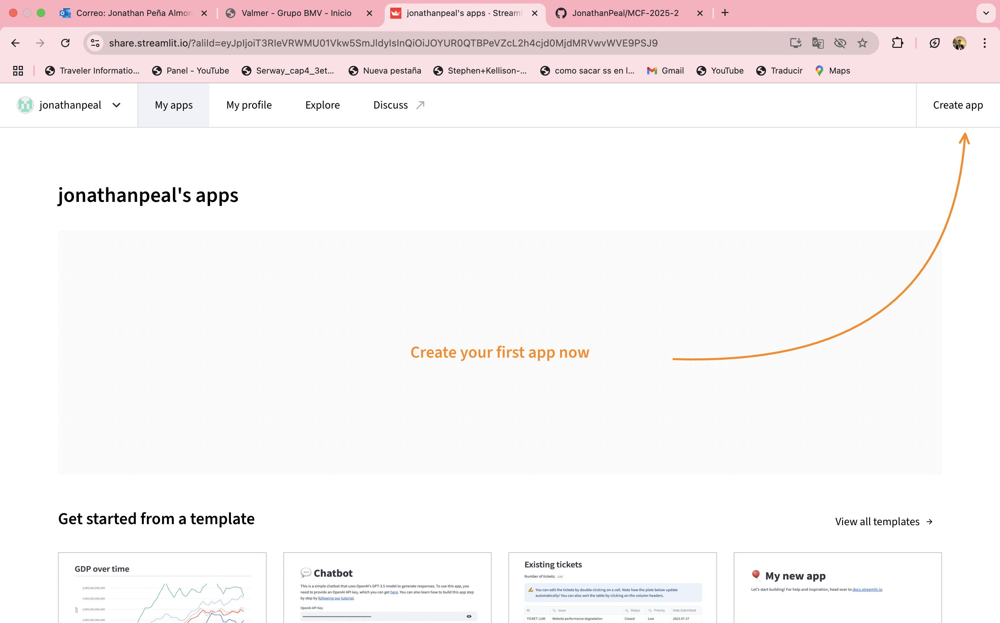 Correo: Jonathan Peña Almon
Valmer - Grupo BMV - Inicio
jonathanpeal's apps · Streaml
JonathanPeal/MCF-2025-2
share.streamlit.io/?aliId=eyJpIjoiT3RIeVRWMU01Vkw5SmJldyIsInQiOiJOYUR0QTBPeVZcL2h4cjd0MjdMRVwvWVE9PSJ9
Traveler Informatio...
Panel - YouTube
Serway_cap4_3et...
Nueva pestaña
Stephen+Kellison-...
como sacar ss en l...
Gmail
YouTube
Traducir
Maps
jonathanpeal
My apps
My profile
Explore
Discuss
Create app
jonathanpeal's apps
Create your first app now
Get started from a template
View all templates →
GDP over time
5,000,000,000,000
4,000,000,000,000
3,000,000,000,000
2,000,000,000,000
GDP
Chatbot
This is a simple chatbot that uses OpenAI's GPT-3.5 model to generate responses. To use this app, you
need to provide an OpenAI API key, which you can get here. You can also learn how to build this app step
by step by following our tutorial.
OpenAI API Key
Existing tickets
Number of tickets: 100
You can edit the tickets by double clicking on a cell. Note how the plots below update
automatically! You can also sort the table by clicking on the column headers.
ID Issue Status Priority Date Submitted
TICKET-1100 Website performance degradation Closed Low 2023-07-27
My new app
Let's start building! For help and inspiration, head over to docs.streamlit.io.